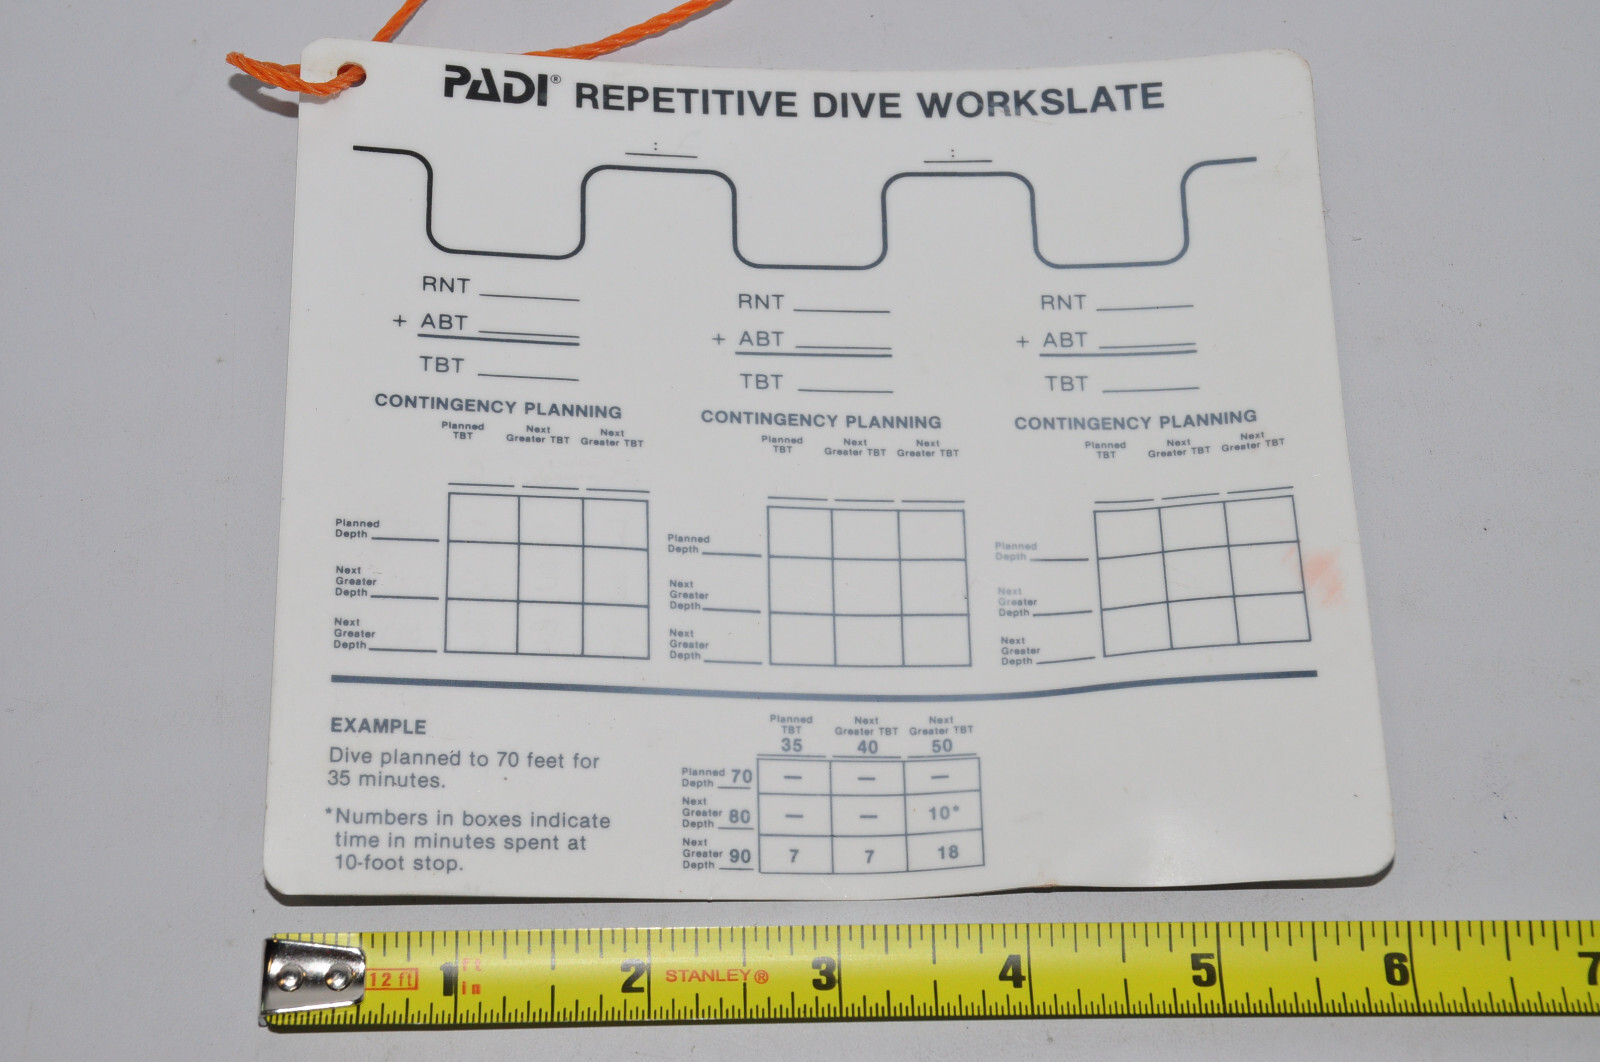 PADI® REPETITIVE DIVE WORKSLATE
: :
RNT
+ ABT
TBT
CONTINGENCY PLANNING
Planned TBT
Next Greater TBT
Next Greater TBT
Planned
Depth
Next
Greater
Depth
Next
Greater
Depth
RNT
+ ABT
TBT
CONTINGENCY PLANNING
Planned TBT
Next Greater TBT
Next Greater TBT
Planned
Depth
Next
Greater
Depth
Next
Greater
Depth
RNT
+ ABT
TBT
CONTINGENCY PLANNING
Planned TBT
Next Greater TBT
Next Greater TBT
Planned
Depth
Next
Greater
Depth
Next
Greater
Depth
EXAMPLE
Dive planned to 70 feet for
35 minutes.
*Numbers in boxes indicate
time in minutes spent at
10-foot stop.
Planned Next Next
TBT Greater TBT Greater TBT
35 40 50
Planned
Depth 70 — — —
Next
Greater
Depth 80 — — 10*
Next
Greater
Depth 90 7 7 18
12 ft 1 ft in 2 STANLEY® 3 4 5 6 7